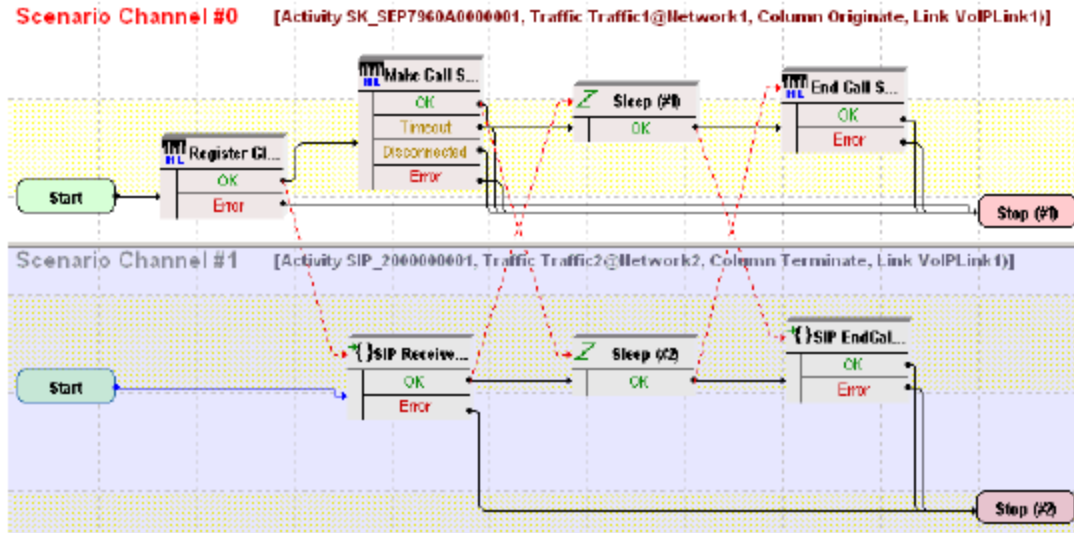 Scenario Channel #0 [Activity SK_SEP7960A0000001, Traffic Traffic1@Network1, Column Originate, Link VoIPLink1)]
Make Call S...
OK
Timeout
Disconnected
Error
Sleep (#1)
OK
End Call S...
OK
Error
Register Cl...
OK
Error
Start
Stop (#1)
Scenario Channel #1 [Activity SIP_2000000001, Traffic Traffic2@Network2, Column Terminate, Link VoIPLink1)]
SIP Receive...
OK
Error
Sleep (#2)
OK
SIP EndCal...
OK
Error
Start
Stop (#2)